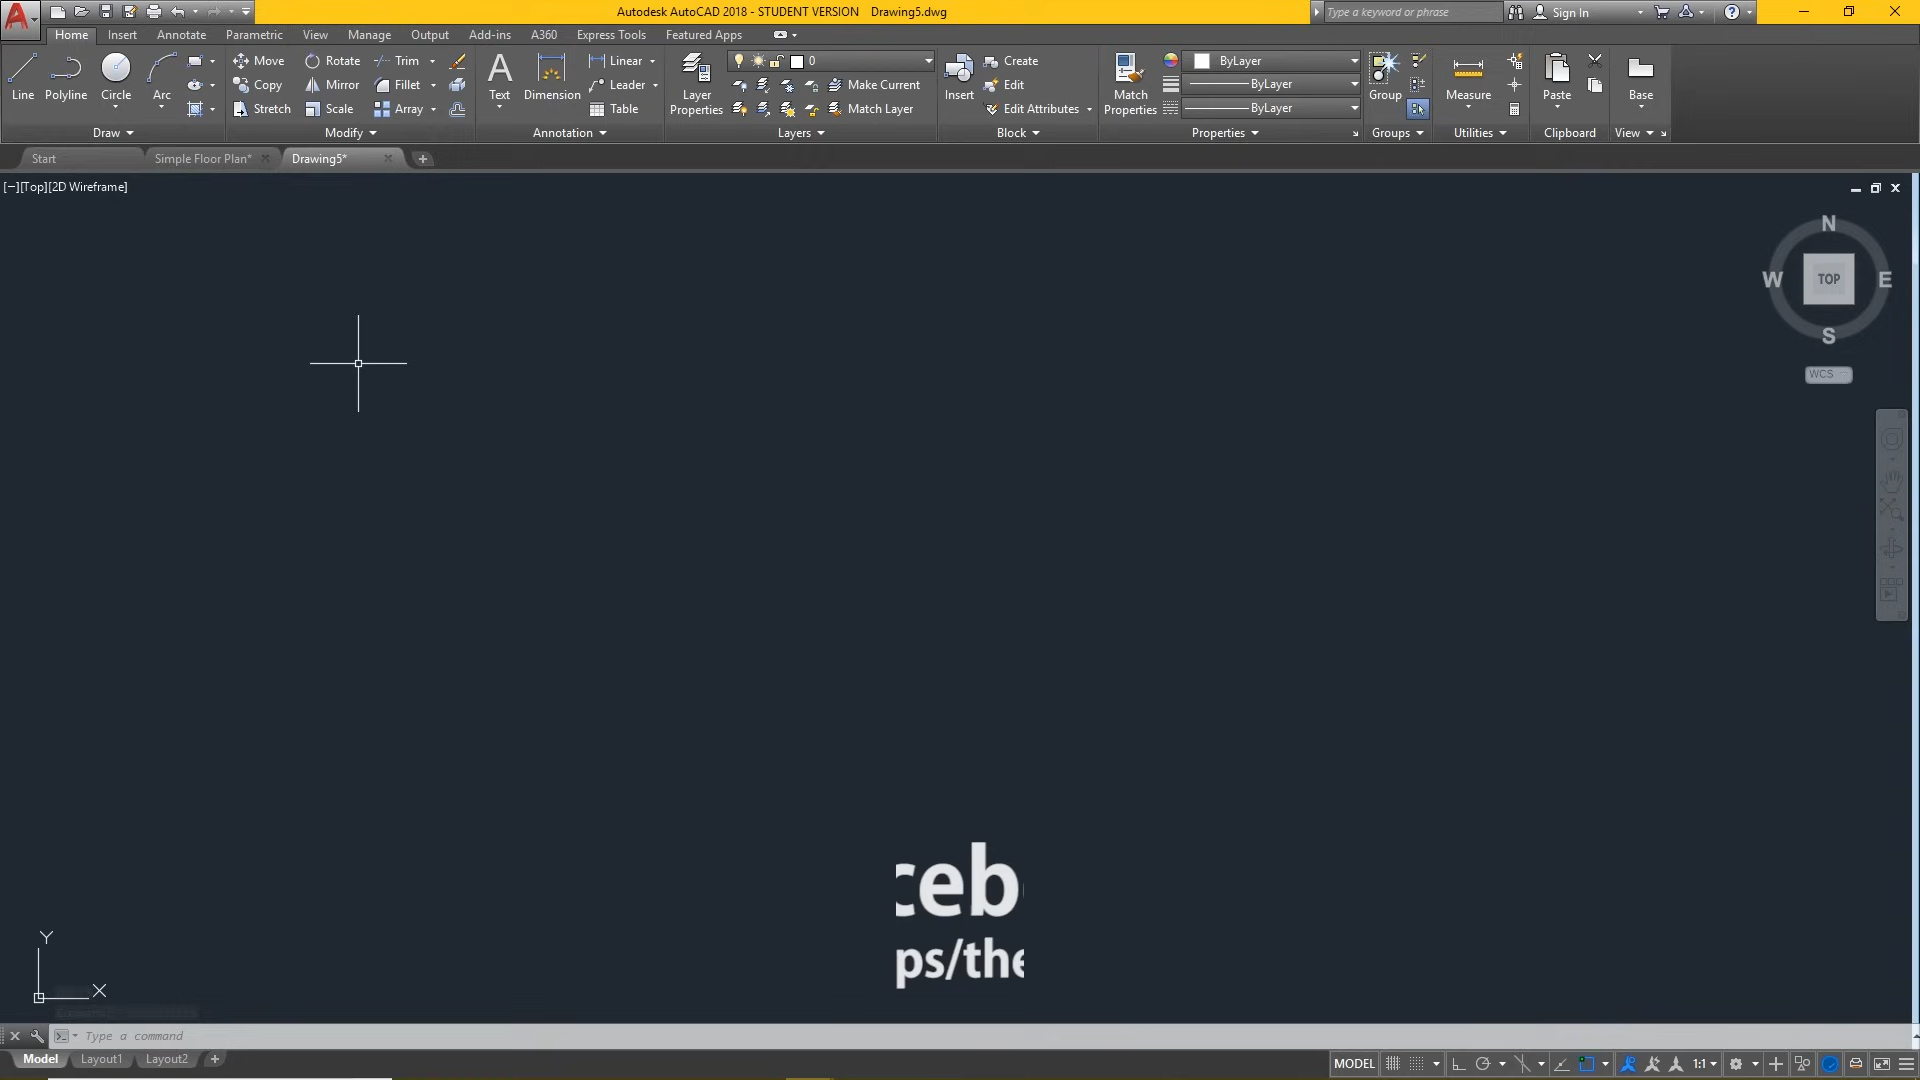 Autodesk AutoCAD 2018 - STUDENT VERSION Drawing5.dwg
Type a keyword or phrase
Sign In
Home Insert Annotate Parametric View Manage Output Add-ins A360 Express Tools Featured Apps
Line Polyline Circle Arc
Move Rotate Trim
Copy Mirror Fillet
Stretch Scale Array
Text Dimension
Linear
Leader
Table
Layer Properties
0
Make Current
Match Layer
Insert
Create
Edit
Edit Attributes
Match Properties
ByLayer
ByLayer
ByLayer
Group
Measure
Paste
Base
Draw Modify Annotation Layers Block Properties Groups Utilities Clipboard View
Start Simple Floor Plan* Drawing5*
[−][Top][2D Wireframe]
N
W TOP E
S
WCS
ceb
ps/the
Y
X
Type a command
Model Layout1 Layout2
MODEL
1:1